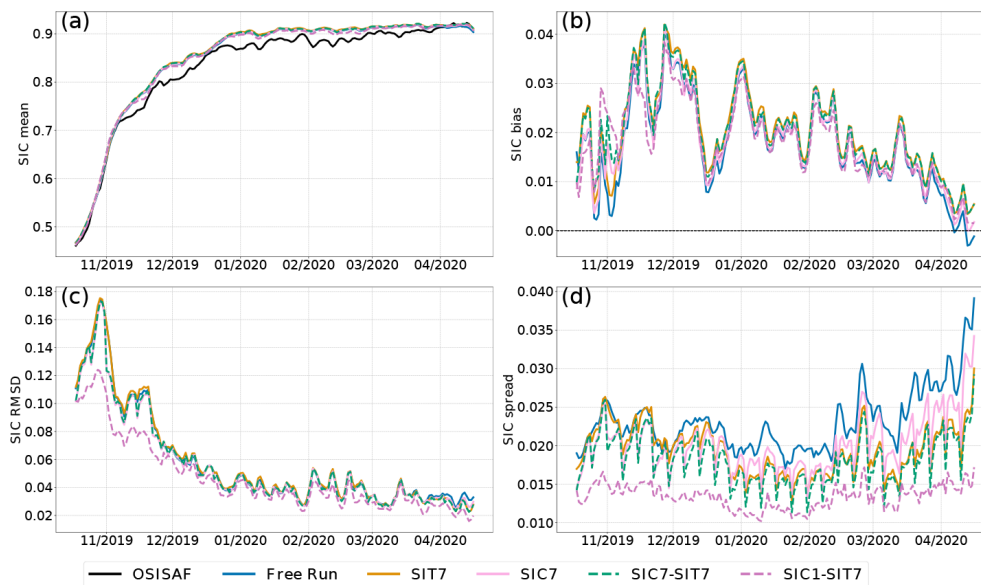 (a)
SIC mean
0.9
0.8
0.7
0.6
0.5
11/2019 12/2019 01/2020 02/2020 03/2020 04/2020
(b)
SIC bias
0.04
0.03
0.02
0.01
0.00
11/2019 12/2019 01/2020 02/2020 03/2020 04/2020
(c)
SIC RMSD
0.18
0.16
0.14
0.12
0.10
0.08
0.06
0.04
0.02
11/2019 12/2019 01/2020 02/2020 03/2020 04/2020
(d)
SIC spread
0.040
0.035
0.030
0.025
0.020
0.015
0.010
11/2019 12/2019 01/2020 02/2020 03/2020 04/2020
OSISAF Free Run SIT7 SIC7 SIC7-SIT7 SIC1-SIT7